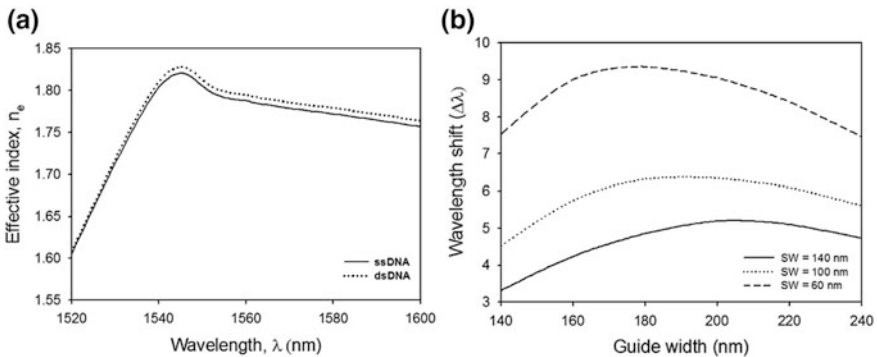 (a)
1.85
1.80
1.75
1.70
1.65
1.60
1.55
Effective index, nₑ
ssDNA
dsDNA
1520 1540 1560 1580 1600
Wavelength, λ (nm)
(b)
10
9
8
7
6
5
4
3
Wavelength shift (Δλ)
SW = 140 nm
SW = 100 nm
SW = 60 nm
140 160 180 200 220 240
Guide width (nm)